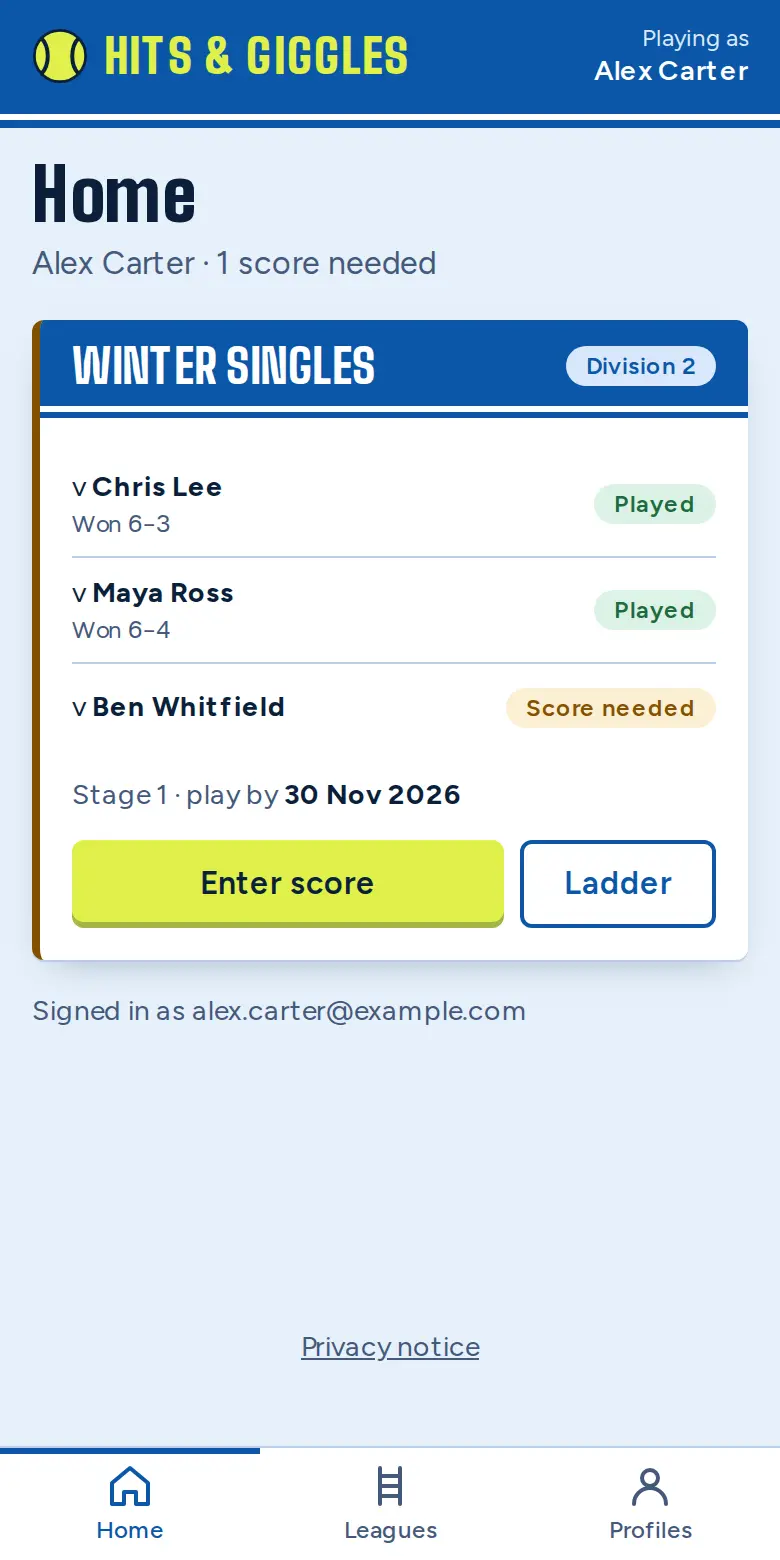 HITS & GIGGLES
Playing as
Alex Carter
Home
Alex Carter · 1 score needed
WINTER SINGLES
Division 2
v Chris Lee
Won 6–3
Played
v Maya Ross
Won 6–4
Played
v Ben Whitfield
Score needed
Stage 1 · play by 30 Nov 2026
Enter score
Ladder
Signed in as alex.carter@example.com
Privacy notice
Home
Leagues
Profiles